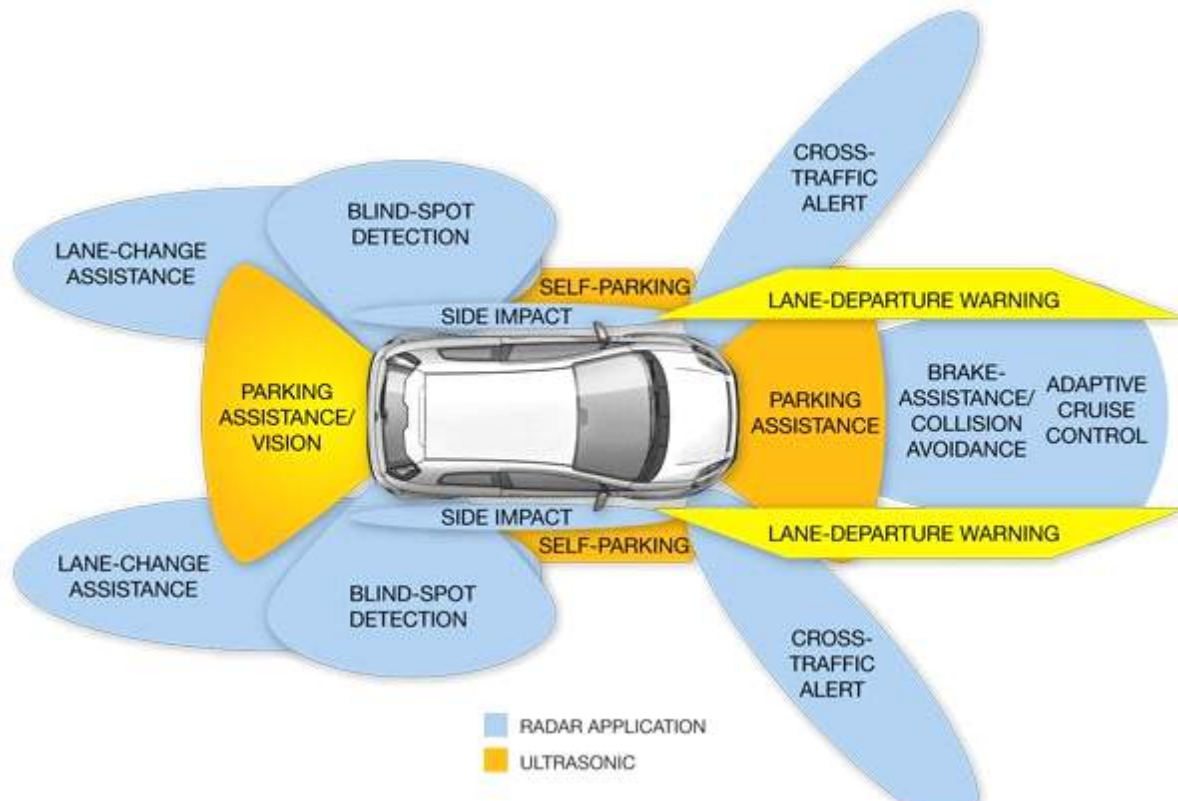 CROSS-
TRAFFIC
ALERT
BLIND-SPOT
DETECTION
LANE-CHANGE
ASSISTANCE
SELF-PARKING
LANE-DEPARTURE WARNING
SIDE IMPACT
PARKING
ASSISTANCE/
VISION
PARKING
ASSISTANCE
BRAKE-
ASSISTANCE/
COLLISION
AVOIDANCE
ADAPTIVE
CRUISE
CONTROL
SIDE IMPACT
SELF-PARKING
LANE-DEPARTURE WARNING
LANE-CHANGE
ASSISTANCE
BLIND-SPOT
DETECTION
CROSS-
TRAFFIC
ALERT
RADAR APPLICATION
ULTRASONIC